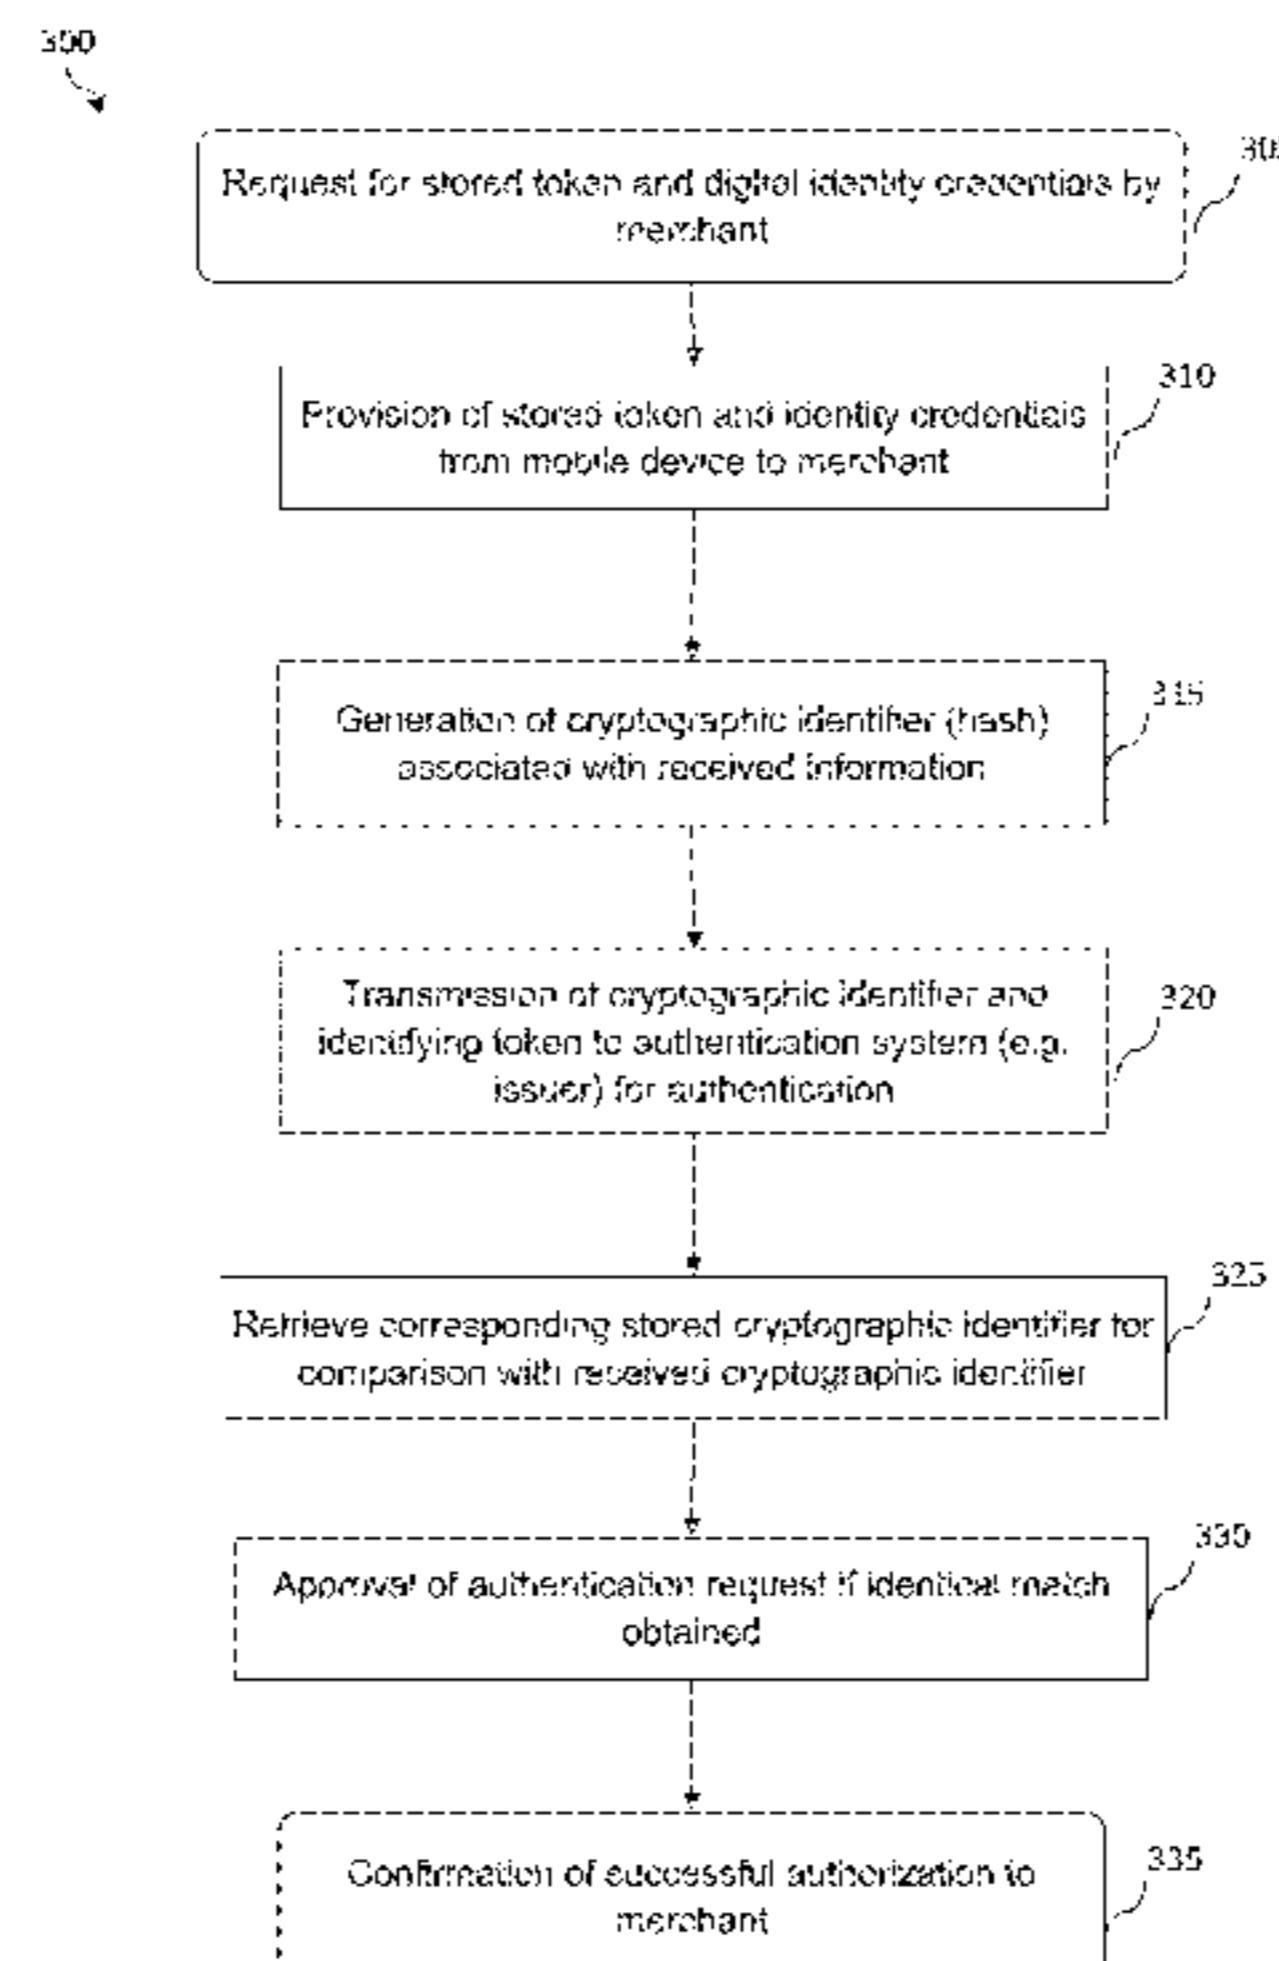 300
Request for stored token and digital identity credentials by
merchant
310
Provision of stored token and identity credentials
from mobile device to merchant
315
Generation of cryptographic identifier (hash)
associated with received information
320
Transmission of cryptographic identifier and
identifying token to authentication system (e.g.
issuer) for authentication
325
Retrieve corresponding stored cryptographic identifier for
comparison with received cryptographic identifier
330
Approval of authentication request if identical match
obtained
335
Confirmation of successful authorization to
merchant